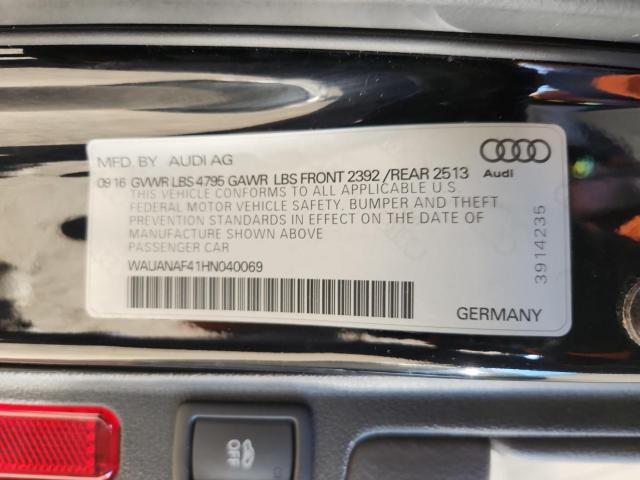 MFD. BY AUDI AG
09 16 GVWR LBS 4795 GAWR LBS FRONT 2392 /REAR 2513
THIS VEHICLE CONFORMS TO ALL APPLICABLE U.S.
FEDERAL MOTOR VEHICLE SAFETY, BUMPER AND THEFT
PREVENTION STANDARDS IN EFFECT ON THE DATE OF
MANUFACTURE SHOWN ABOVE
PASSENGER CAR
WAUANAF41HN040069
GERMANY
Audi
3914235
OFF